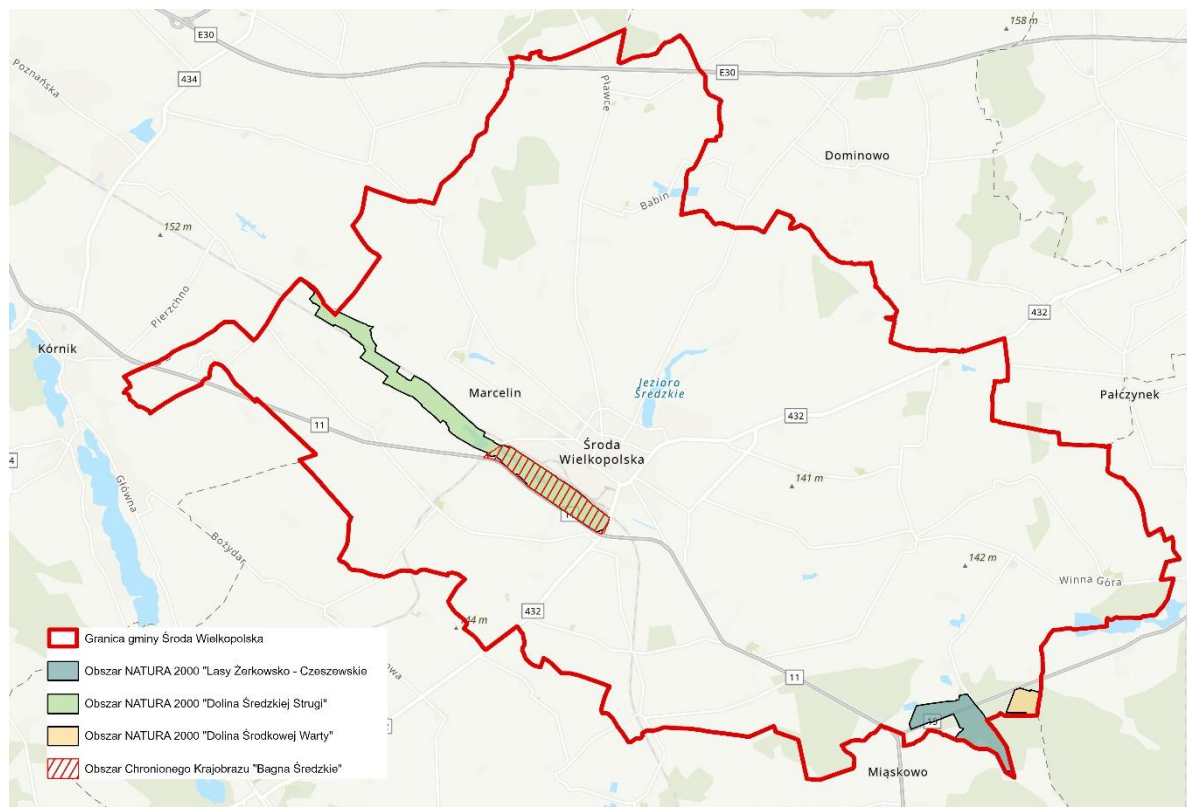 E30
158 m
434
E30
Poznańska
Pławce
Dominowo
Babin
152 m
Pierzchno
432
Kórnik
Jezioro
Średzkie
Marcelin
Pałczynek
11
432
Środa
Wielkopolska
Główna
141 m
Bożydar
142 m
Winna Góra
432
144 m
11
15
Miąskowo
Granica gminy Środa Wielkopolska
Obszar NATURA 2000 "Lasy Żerkowsko - Czeszewskie
Obszar NATURA 2000 "Dolina Średzkiej Strugi"
Obszar NATURA 2000 "Dolina Środkowej Warty"
Obszar Chronionego Krajobrazu "Bagna Średzkie"